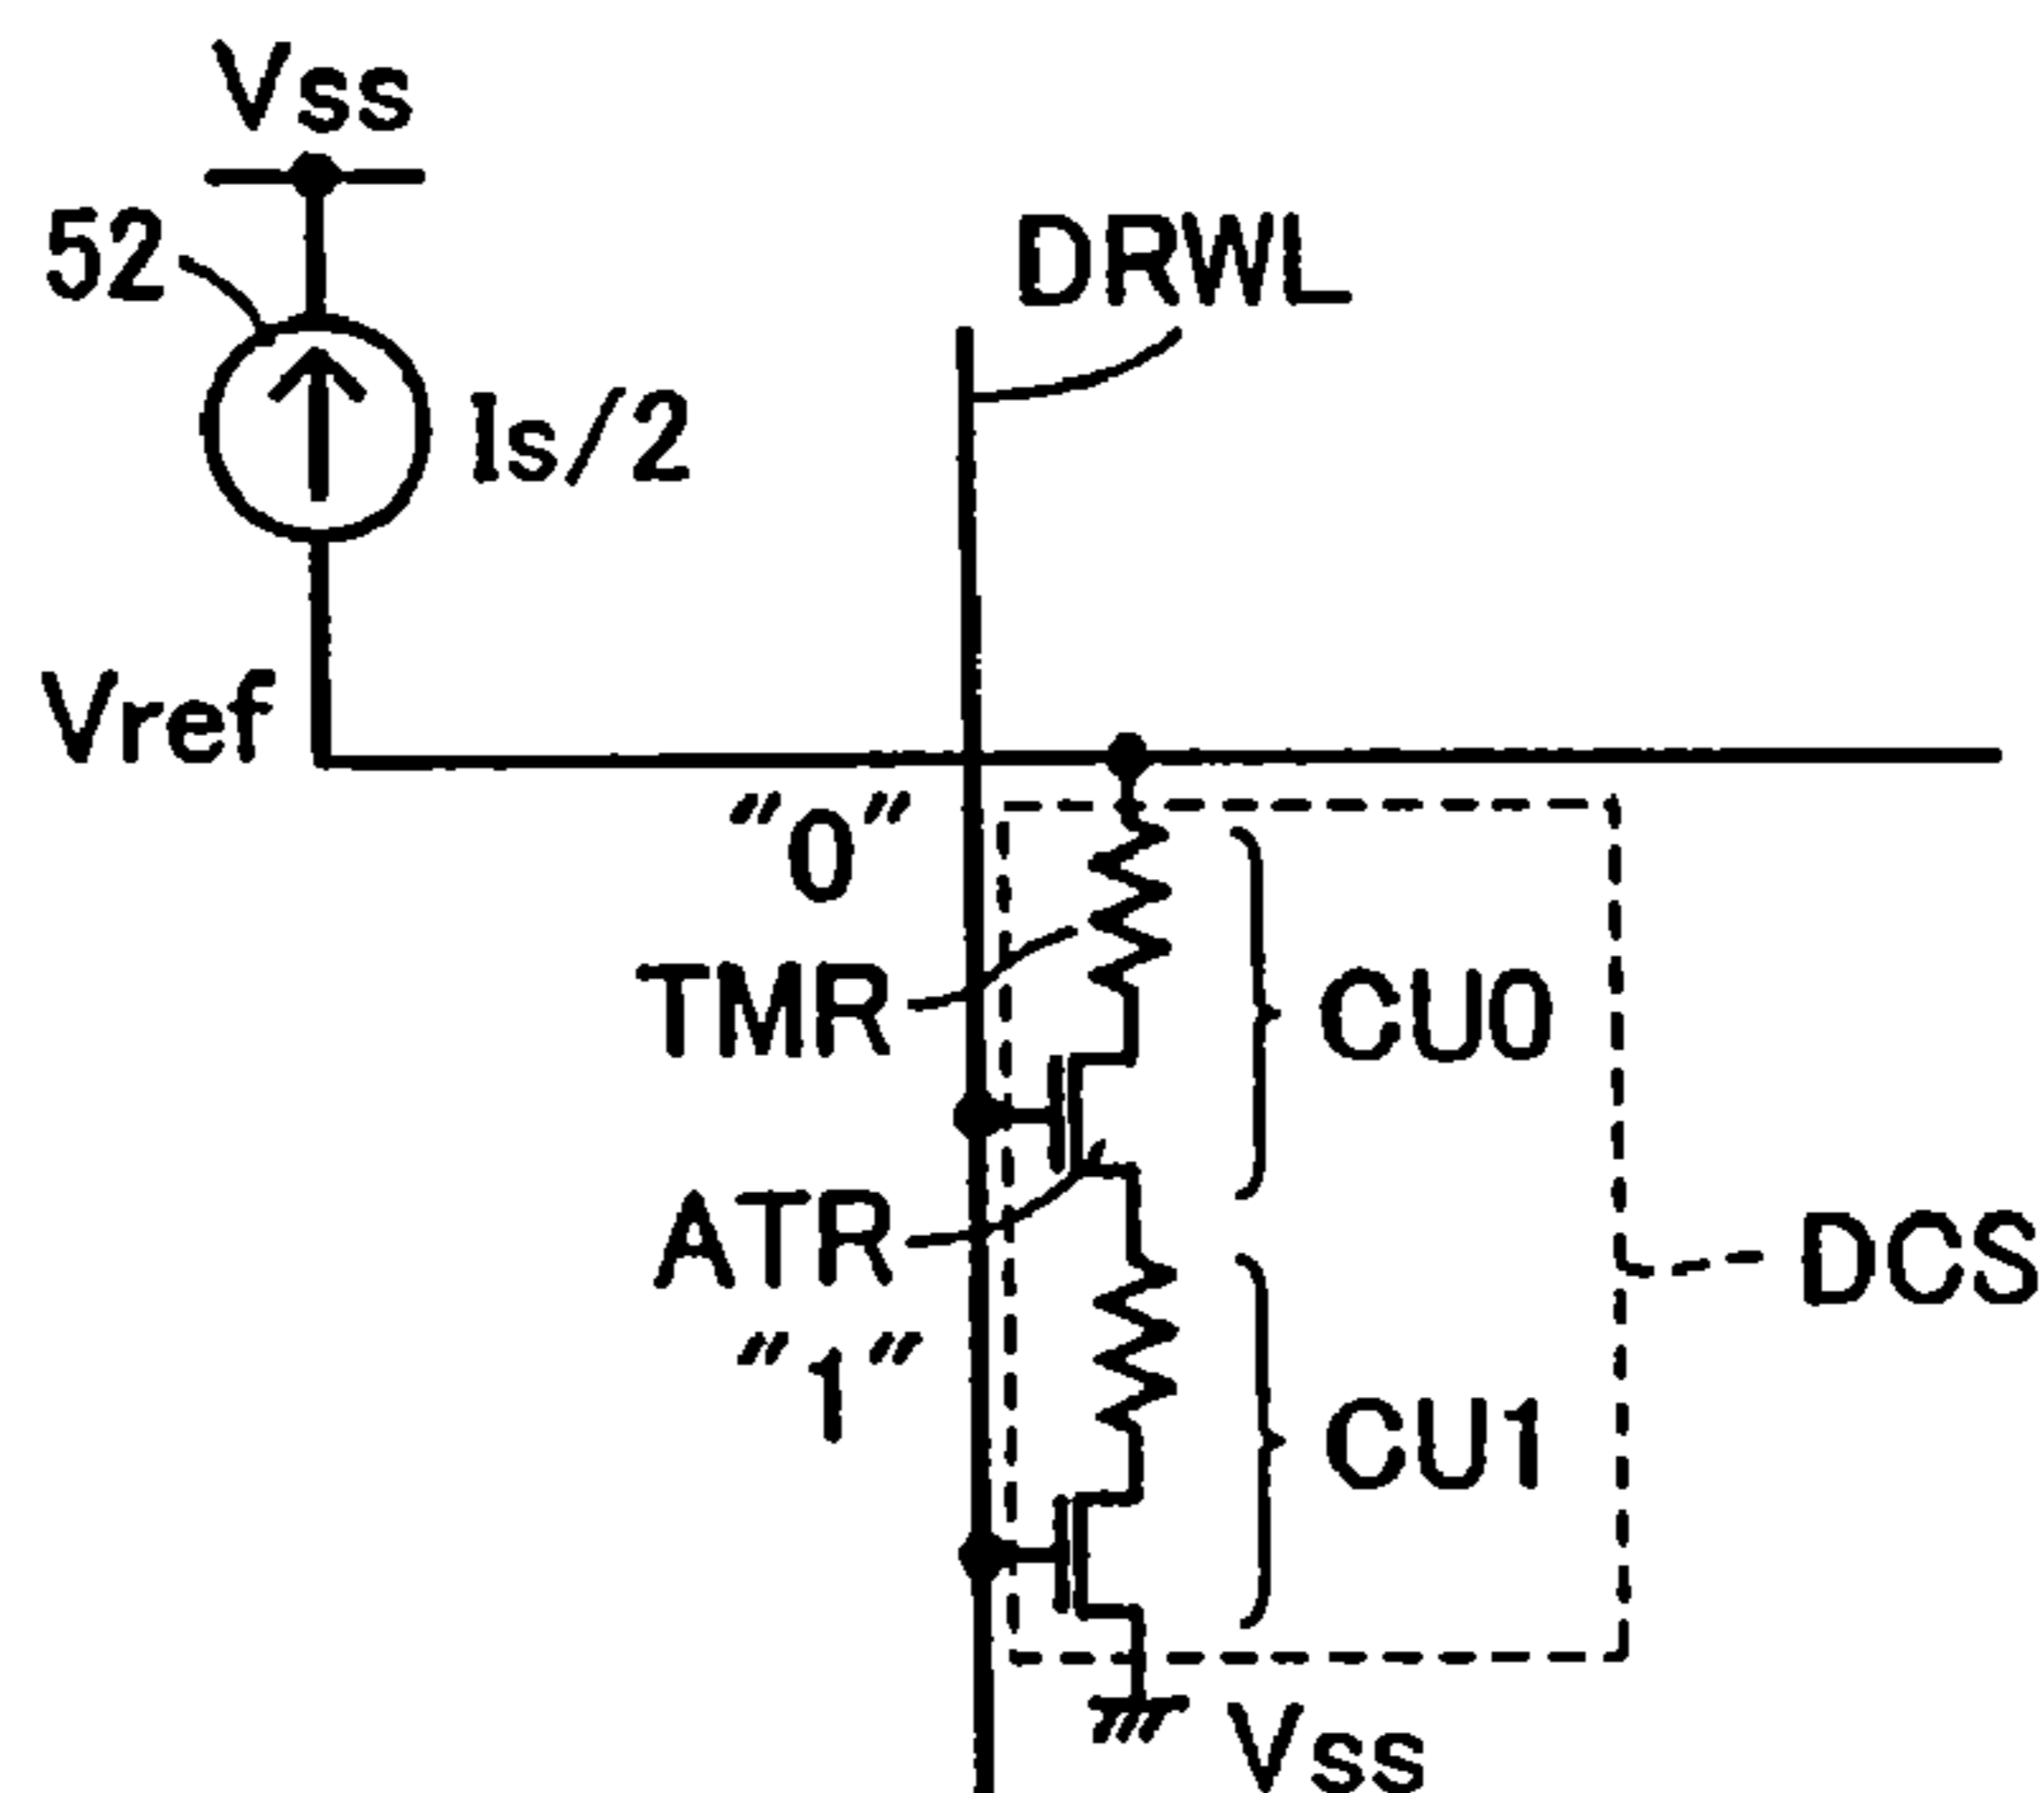 Vss
52
DRWL
Is/2
Vref
"0"
TMR
CU0
ATR
DCS
"1"
CU1
Vss